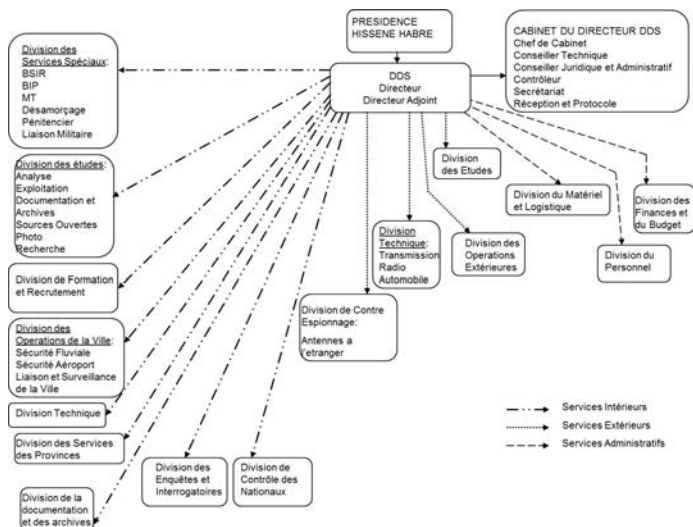 PRESIDENCE
HISSENE HABRE
CABINET DU DIRECTEUR DDS
Chef de Cabinet
Conseiller Technique
Conseiller Juridique et Administratif
Contrôleur
Secrétariat
Réception et Protocole
DDS
Directeur
Directeur Adjoint
Division des
Services Spéciaux:
BSIR
BIP
MT
Désamorçage
Pénitencier
Liaison Militaire
Division des études:
Analyse
Exploitation
Documentation et
Archives
Sources Ouvertes
Photo
Recherche
Division de Formation
et Recrutement
Division des
Operations de la Ville:
Sécurité Fluviale
Sécurité Aéroport
Liaison et Surveillance
de la Ville
Division Technique
Division des Services
des Provinces
Division de la
documentation
et des archives
Division des
Enquêtes et
Interrogatoires
Division de
Contrôle des
Nationaux
Division de Contre
Espionnage:
Antennes a
l'etranger
Division
Technique:
Transmission
Radio
Automobile
Division
des Etudes
Division des
Operations
Extérieures
Division du Matériel
et Logistique
Division du
Personnel
Division des
Finances et
du Budget
Services Intérieurs
Services Extérieurs
Services Administratifs